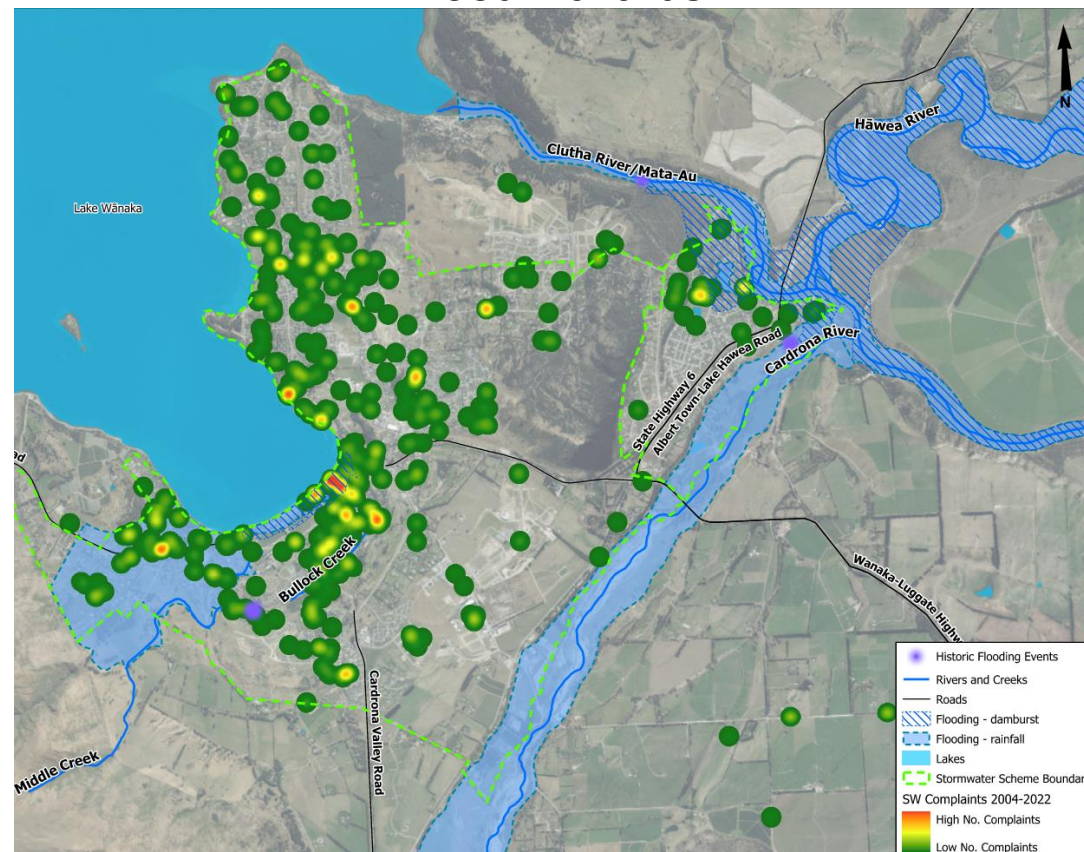 N
Hāwea River
Clutha River/Mata-Au
Lake Wānaka
Cardrona River
State Highway 6
Albert Town-Lake Hawea Road
Bullock Creek
Wanaka-Luggate Highw
Cardrona Valley Road
Middle Creek
ad
Historic Flooding Events
Rivers and Creeks
Roads
Flooding - damburst
Flooding - rainfall
Lakes
Stormwater Scheme Boundar
SW Complaints 2004-2022
High No. Complaints
Low No. Complaints